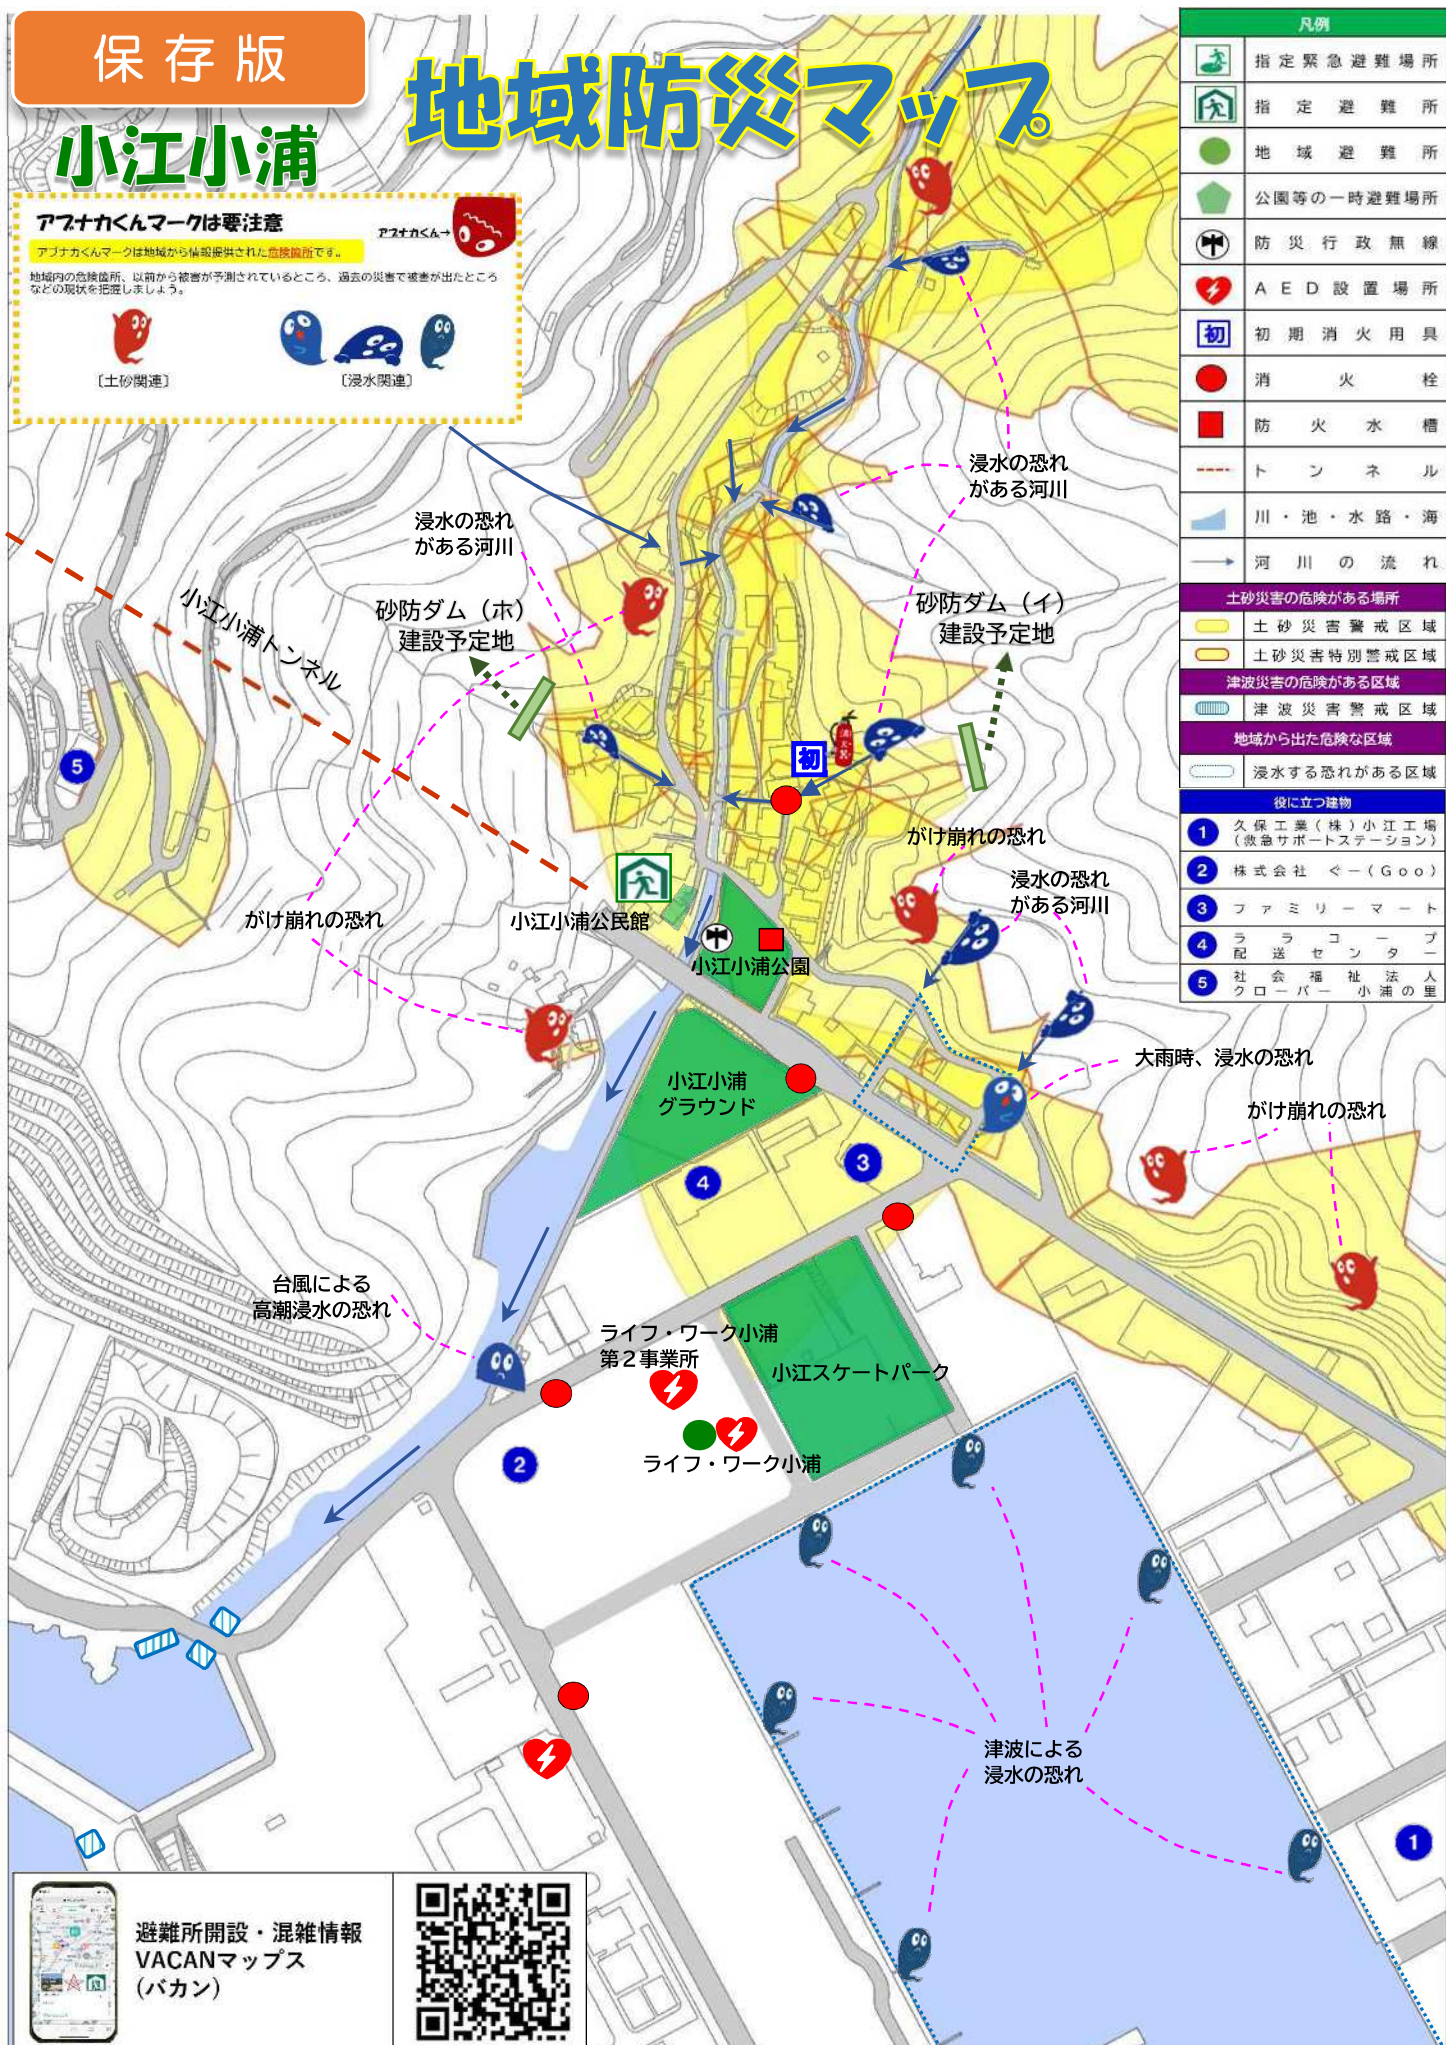 保存版
地域防災マップ
小江小浦
アブナカくんマークは要注意
アブナカくん→
アブナカくんマークは地域から情報提供された危険箇所です。
地域内の危険箇所、以前から被害が予測されているところ、過去の災害で被害が出たところ
などの現状を把握しましょう。
〔土砂関連〕
〔浸水関連〕
凡例
指定緊急避難場所
指定避難所
地域避難所
公園等の一時避難場所
防災行政無線
AED設置場所
初
初期消火用具
消火栓
防火水槽
トンネル
川・池・水路・海
河川の流れ
土砂災害の危険がある場所
土砂災害警戒区域
土砂災害特別警戒区域
津波災害の危険がある区域
津波災害警戒区域
地域から出た危険な区域
浸水する恐れがある区域
役に立つ建物
1
久保工業(株)小江工場
(救急サポートステーション)
2
株式会社 ぐー(Goo)
3
ファミリーマート
4
ララコープ
配送センター
5
社会福祉法人
クローバー 小浦の里
浸水の恐れ
がある河川
浸水の恐れ
がある河川
小江小浦トンネル
砂防ダム(ホ)
建設予定地
砂防ダム(イ)
建設予定地
5
初
がけ崩れの恐れ
浸水の恐れ
がある河川
がけ崩れの恐れ
小江小浦公民館
小江小浦公園
大雨時、浸水の恐れ
小江小浦
グラウンド
がけ崩れの恐れ
3
4
台風による
高潮浸水の恐れ
ライフ・ワーク小浦
第2事業所
小江スケートパーク
2
ライフ・ワーク小浦
津波による
浸水の恐れ
1
避難所開設・混雑情報
VACANマップス
(バカン)